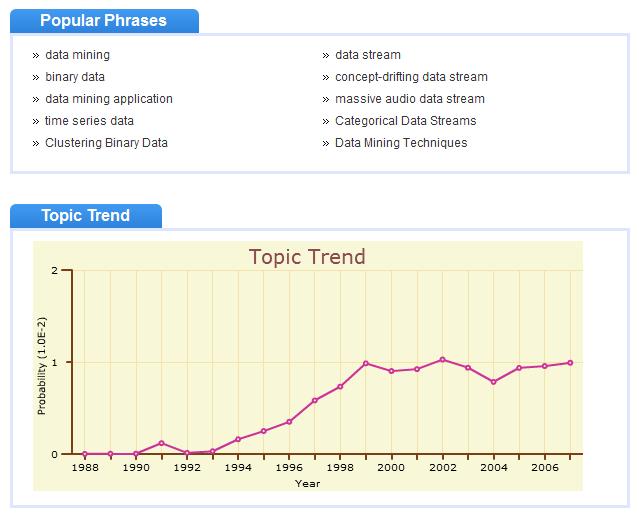 Popular Phrases
» data mining
» binary data
» data mining application
» time series data
» Clustering Binary Data
» data stream
» concept-drifting data stream
» massive audio data stream
» Categorical Data Streams
» Data Mining Techniques
Topic Trend
Topic Trend
Probability (1.0E-2)
2
1
0
1988 1990 1992 1994 1996 1998 2000 2002 2004 2006
Year